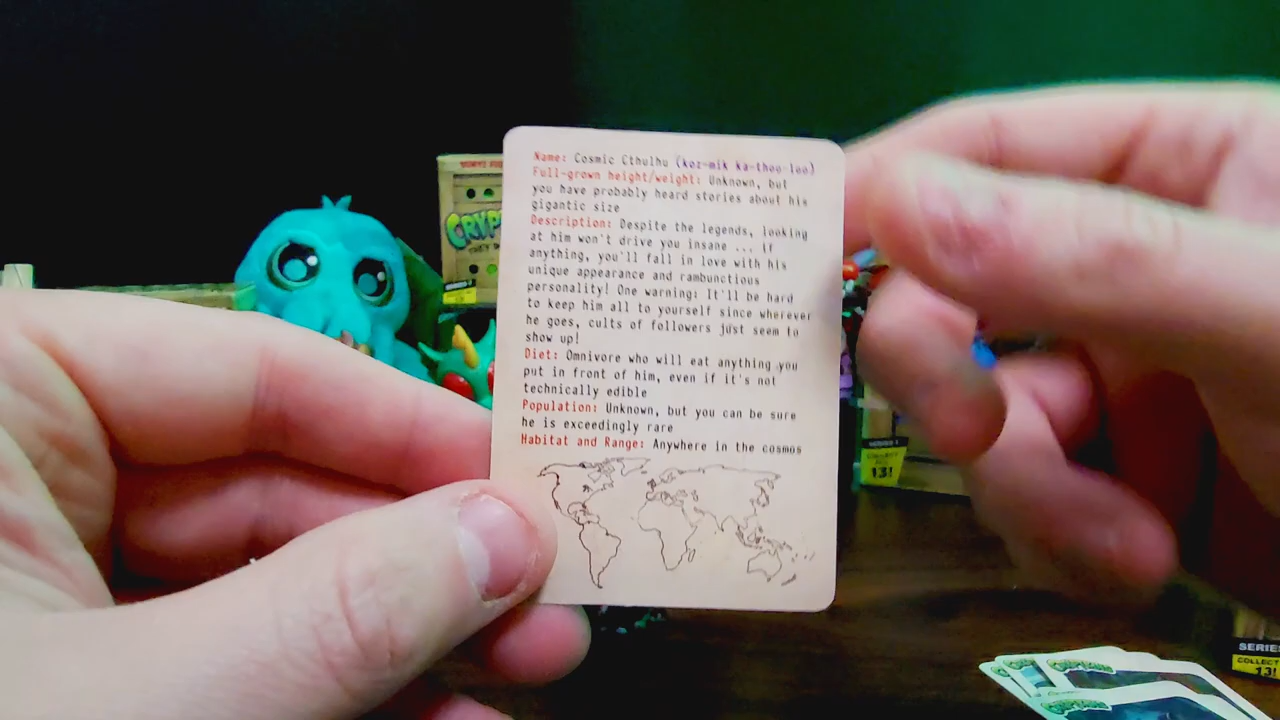 Name: Cosmic Cthulhu (koz-mik ka-thoo-loo)
Full-grown height/weight: Unknown, but
you have probably heard stories about his
gigantic size
Description: Despite the legends, looking
at him won't drive you insane ... if
anything, you'll fall in love with his
unique appearance and rambunctious
personality! One warning: It'll be hard
to keep him all to yourself since wherever
he goes, cults of followers just seem to
show up!
Diet: Omnivore who will eat anything you
put in front of him, even if it's not
technically edible
Population: Unknown, but you can be sure
he is exceedingly rare
Habitat and Range: Anywhere in the cosmos
CRYP
13!
SERIES
COLLECT
13!